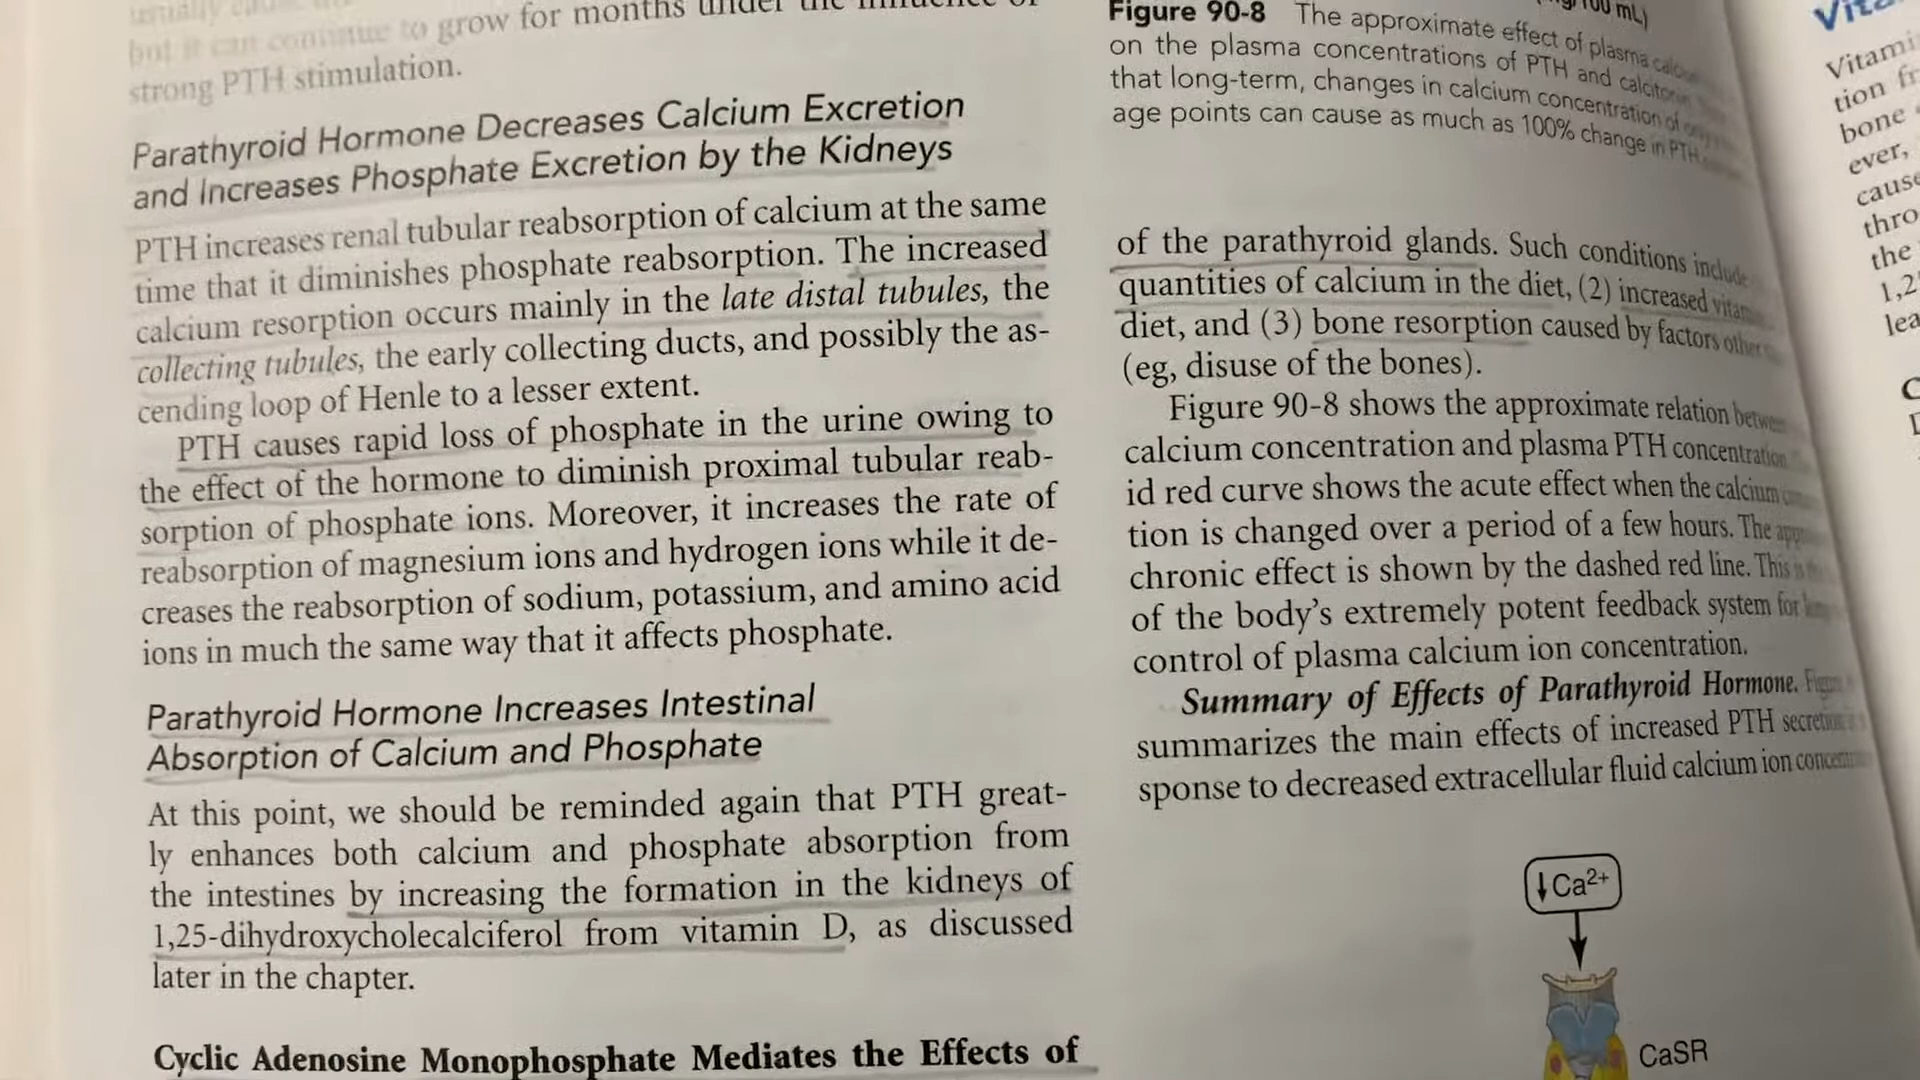 but it can continue to grow for months under the influence of
strong PTH stimulation.
Parathyroid Hormone Decreases Calcium Excretion
and Increases Phosphate Excretion by the Kidneys
PTH increases renal tubular reabsorption of calcium at the same
time that it diminishes phosphate reabsorption. The increased
calcium resorption occurs mainly in the late distal tubules, the
collecting tubules, the early collecting ducts, and possibly the as-
cending loop of Henle to a lesser extent.
PTH causes rapid loss of phosphate in the urine owing to
the effect of the hormone to diminish proximal tubular reab-
sorption of phosphate ions. Moreover, it increases the rate of
reabsorption of magnesium ions and hydrogen ions while it de-
creases the reabsorption of sodium, potassium, and amino acid
ions in much the same way that it affects phosphate.
Parathyroid Hormone Increases Intestinal
Absorption of Calcium and Phosphate
At this point, we should be reminded again that PTH great-
ly enhances both calcium and phosphate absorption from
the intestines by increasing the formation in the kidneys of
1,25-dihydroxycholecalciferol from vitamin D, as discussed
later in the chapter.
Cyclic Adenosine Monophosphate Mediates the Effects of
Figure 90-8 The approximate effect of plasma
on the plasma concentrations of PTH and
that long-term, changes in calcium concentration of
age points can cause as much as 100% change in PTH
of the parathyroid glands. Such conditions include
quantities of calcium in the diet, (2) increased
diet, and (3) bone resorption caused by factors other
(eg, disuse of the bones).
Figure 90-8 shows the approximate relation between
calcium concentration and plasma PTH concentration
id red curve shows the acute effect when the calcium
tion is changed over a period of a few hours. The
chronic effect is shown by the dashed red line. This
of the body's extremely potent feedback system for
control of plasma calcium ion concentration.
Summary of Effects of Parathyroid Hormone.
summarizes the main effects of increased PTH
sponse to decreased extracellular fluid calcium ion
↓Ca²⁺
CaSR
tion
bone
ever,
cause
thro
the
1,2
lea